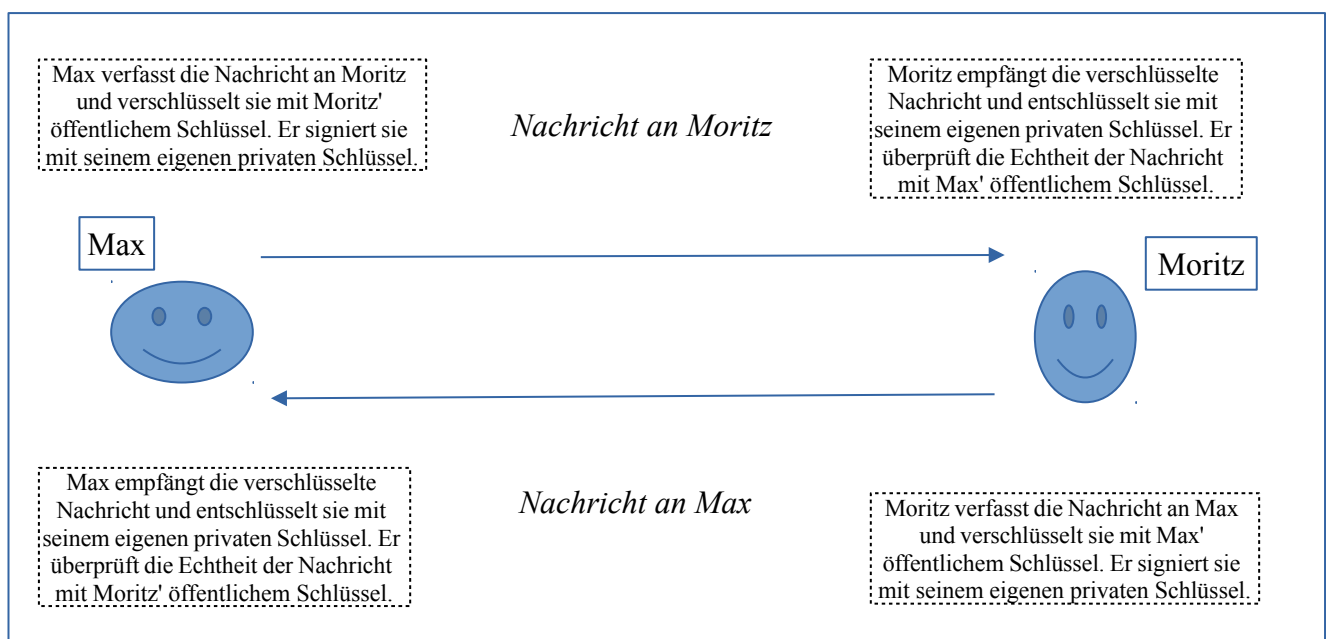 Max verfasst die Nachricht an Moritz
und verschlüsselt sie mit Moritz'
öffentlichem Schlüssel. Er signiert sie
mit seinem eigenen privaten Schlüssel.
Nachricht an Moritz
Moritz empfängt die verschlüsselte
Nachricht und entschlüsselt sie mit
seinem eigenen privaten Schlüssel. Er
überprüft die Echtheit der Nachricht
mit Max' öffentlichem Schlüssel.
Max
Moritz
Max empfängt die verschlüsselte
Nachricht und entschlüsselt sie mit
seinem eigenen privaten Schlüssel. Er
überprüft die Echtheit der Nachricht
mit Moritz' öffentlichem Schlüssel.
Nachricht an Max
Moritz verfasst die Nachricht an Max
und verschlüsselt sie mit Max'
öffentlichem Schlüssel. Er signiert sie
mit seinem eigenen privaten Schlüssel.